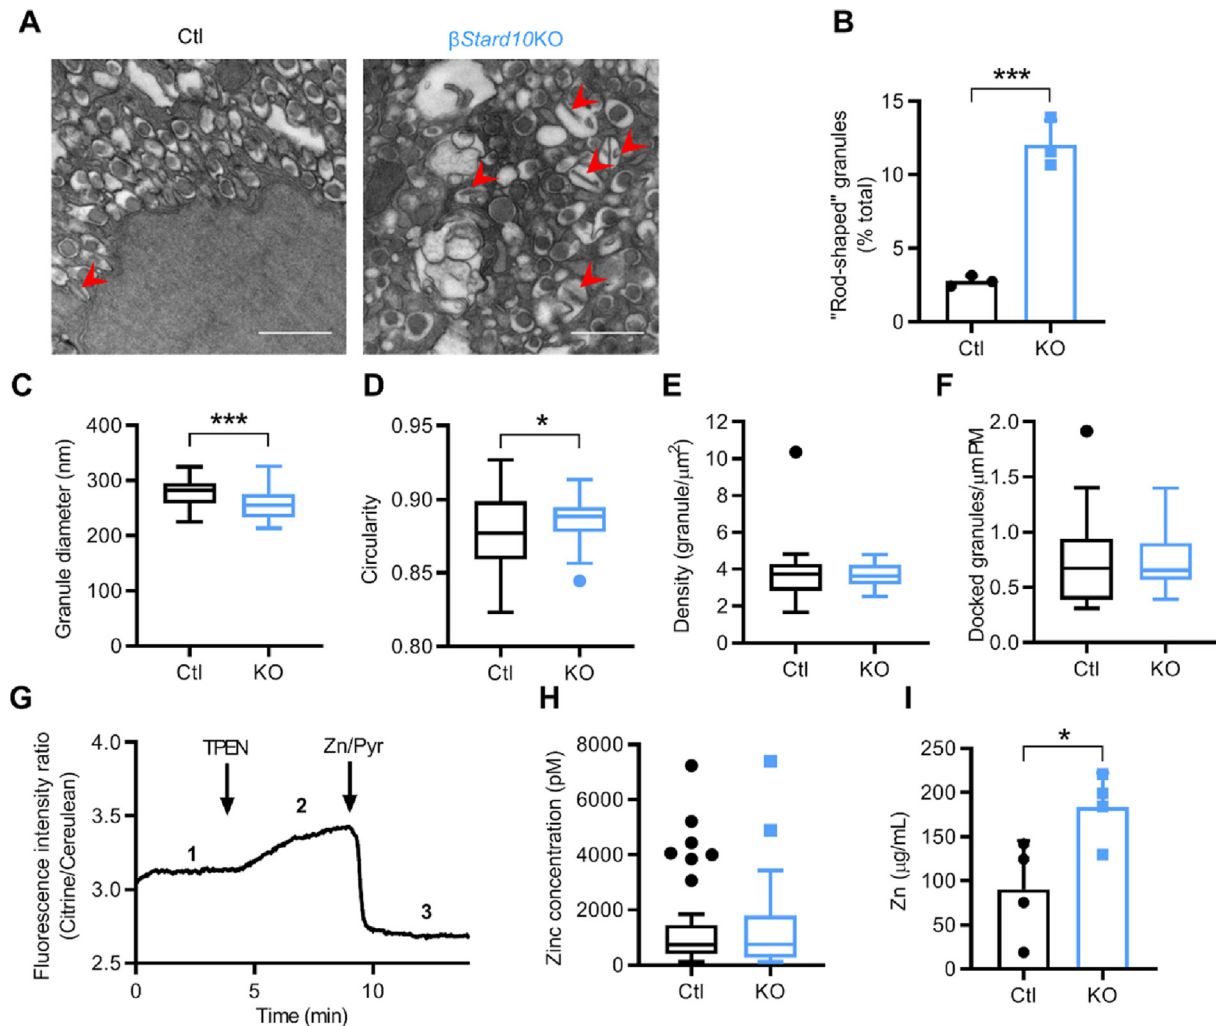 A
Ctl
βStard10KO
B
***
"Rod-shaped" granules
(% total)
15
10
5
0
Ctl
KO
C
***
Granule diameter (nm)
400
300
200
100
0
Ctl
KO
D
*
Circularity
0.95
0.90
0.85
0.80
Ctl
KO
E
Density (granule/μm²)
12
10
8
6
4
2
0
Ctl
KO
F
Docked granules/μmPM
2.0
1.5
1.0
0.5
0.0
Ctl
KO
G
Fluorescence intensity ratio
(Citrine/Cereulean)
4.0
3.5
3.0
2.5
TPEN
Zn/Pyr
1
2
3
0
5
10
Time (min)
H
Zinc concentration (pM)
8000
6000
4000
2000
0
Ctl
KO
I
*
Zn (μg/mL)
250
200
150
100
50
0
Ctl
KO